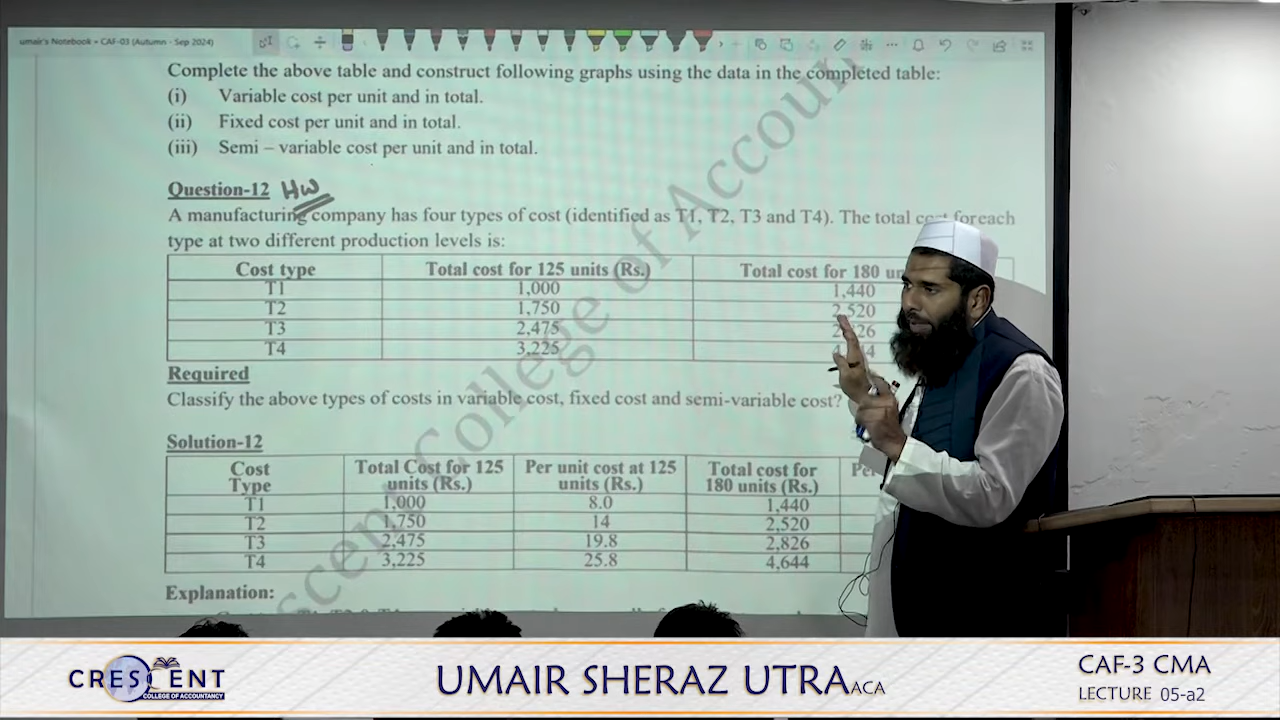 umair's Notebook - CAF-03 (Autumn - Sep 2024)
Complete the above table and construct following graphs using the data in the completed table:
(i) Variable cost per unit and in total.
(ii) Fixed cost per unit and in total.
(iii) Semi – variable cost per unit and in total.
Question-12 HW
A manufacturing company has four types of cost (identified as T1, T2, T3 and T4). The total cost foreach
type at two different production levels is:
Cost type Total cost for 125 units (Rs.) Total cost for 180
T1 1,000 1,440
T2 1,750 2,520
T3 2,475
T4 3,225
Required
Classify the above types of costs in variable cost, fixed cost and semi-variable cost?
Solution-12
Cost Type Total Cost for 125 units (Rs.) Per unit cost at 125 units (Rs.) Total cost for 180 units (Rs.)
T1 1,000 8.0 1,440
T2 1,750 14 2,520
T3 2,475 19.8 2,826
T4 3,225 25.8 4,644
Explanation:
College of Accoun
CRESCENT
COLLEGE OF ACCOUNTANCY
UMAIR SHERAZ UTRA ACA
CAF-3 CMA
LECTURE 05-a2